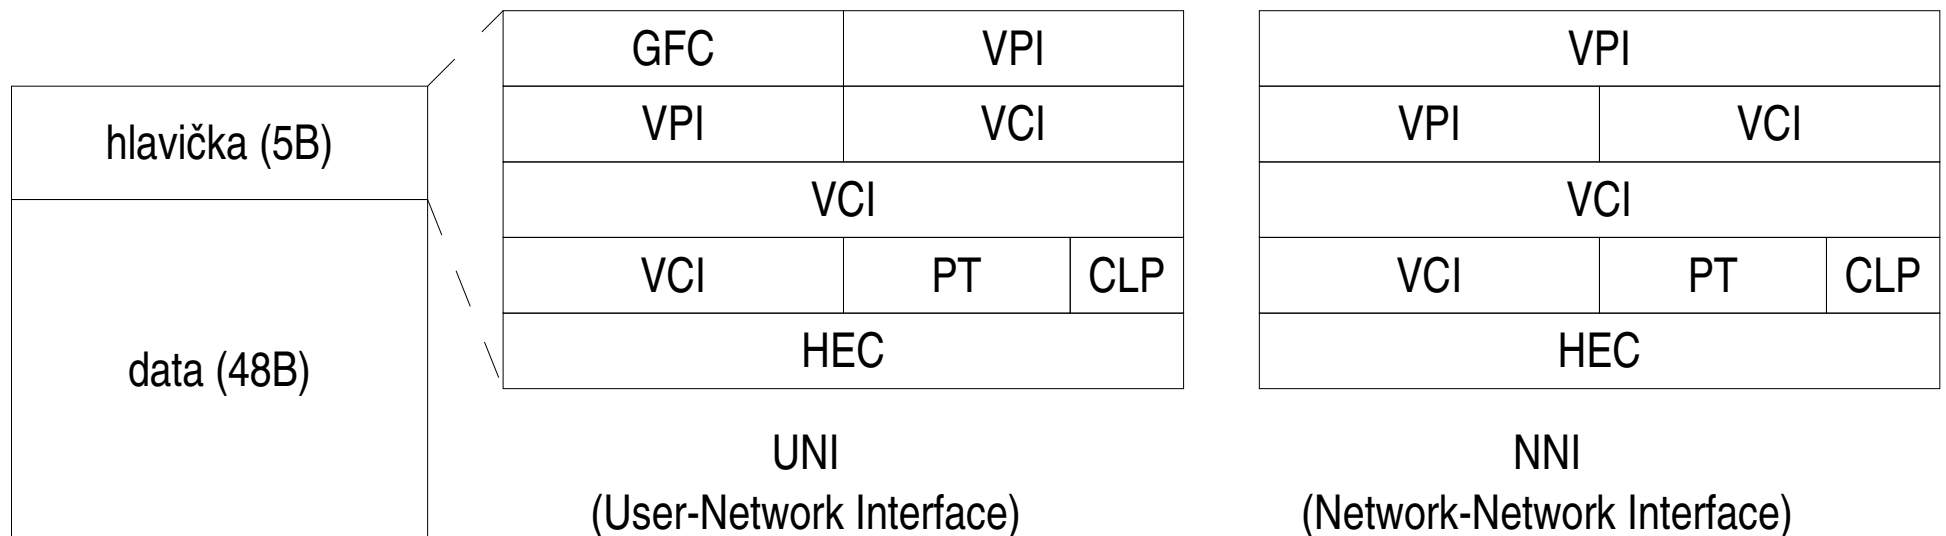 hlavička (5B)
data (48B)
GFC VPI
VPI VCI
VCI
VCI PT CLP
HEC
UNI
(User-Network Interface)
VPI
VPI VCI
VCI
VCI PT CLP
HEC
NNI
(Network-Network Interface)